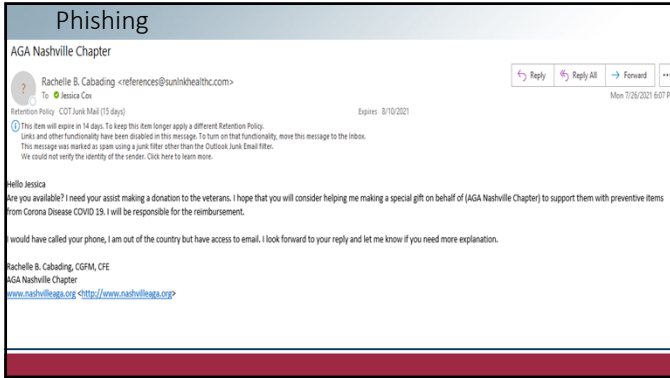 Phishing
AGA Nashville Chapter
Rachelle B. Cabading <references@suninkhealthc.com>
To Jessica Cox
Reply
Reply All
Forward
Mon 7/26/2021 6:07 P
Retention Policy COT Junk Mail (15 days)
Expires 8/10/2021
This item will expire in 14 days. To keep this item longer apply a different Retention Policy.
Links and other functionality have been disabled in this message. To turn on that functionality, move this message to the Inbox.
This message was marked as spam using a junk filter other than the Outlook Junk Email filter.
We could not verify the identity of the sender. Click here to learn more.
Hello Jessica
Are you available? I need your assist making a donation to the veterans. I hope that you will consider helping me making a special gift on behalf of (AGA Nashville Chapter) to support them with preventive items
from Corona Disease COVID 19. I will be responsible for the reimbursement.
I would have called your phone, I am out of the country but have access to email. I look forward to your reply and let me know if you need more explanation.
Rachelle B. Cabading, CGFM, CFE
AGA Nashville Chapter
www.nashvilleaga.org <http://www.nashvilleaga.org>